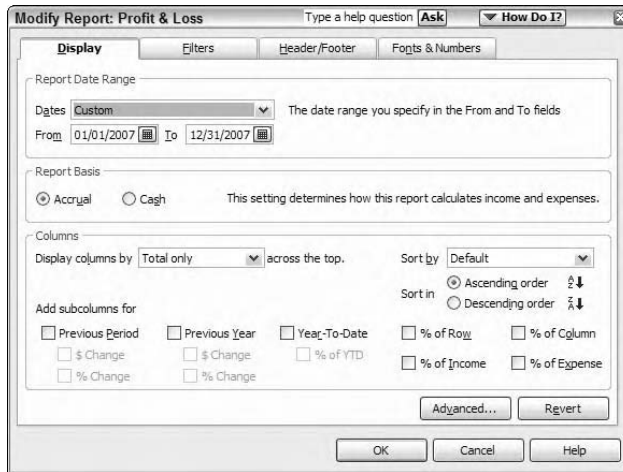 Modify Report: Profit & Loss Type a help question Ask How Do I?
Display Filters Header/Footer Fonts & Numbers
Report Date Range
Dates Custom The date range you specify in the From and To fields
From 01/01/2007 To 12/31/2007
Report Basis
Accrual Cash This setting determines how this report calculates income and expenses.
Columns
Display columns by Total only across the top. Sort by Default
Sort in Ascending order
Descending order
Add subcolumns for
Previous Period Previous Year Year-To-Date % of Row % of Column
$ Change $ Change % of YTD
% of Income % of Expense
% Change % Change
Advanced... Revert
OK Cancel Help